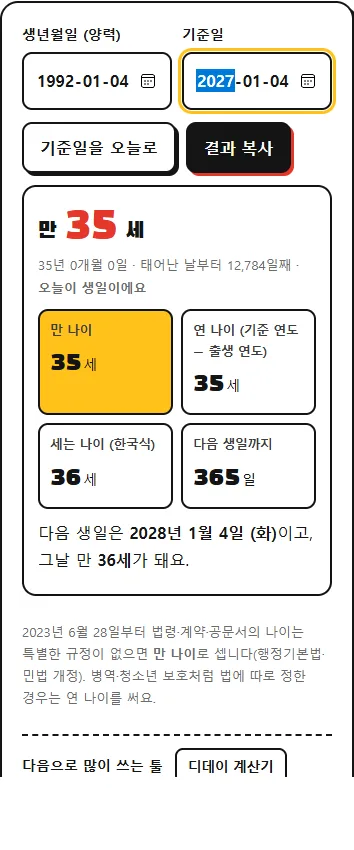 생년월일 (양력) 기준일
1992-01-04 2027-01-04
기준일을 오늘로 결과 복사
만 35 세
35년 0개월 0일 · 태어난 날부터 12,784일째 ·
오늘이 생일이에요
만 나이
35 세
연 나이 (기준 연도
– 출생 연도)
35 세
세는 나이 (한국식)
36 세
다음 생일까지
365 일
다음 생일은 2028년 1월 4일 (화)이고,
그날 만 36세가 돼요.
2023년 6월 28일부터 법령·계약·공문서의 나이는
특별한 규정이 없으면 만 나이로 셉니다(행정기본법·
민법 개정). 병역·청소년 보호처럼 법에 따로 정한
경우는 연 나이를 써요.
다음으로 많이 쓰는 툴 디데이 계산기